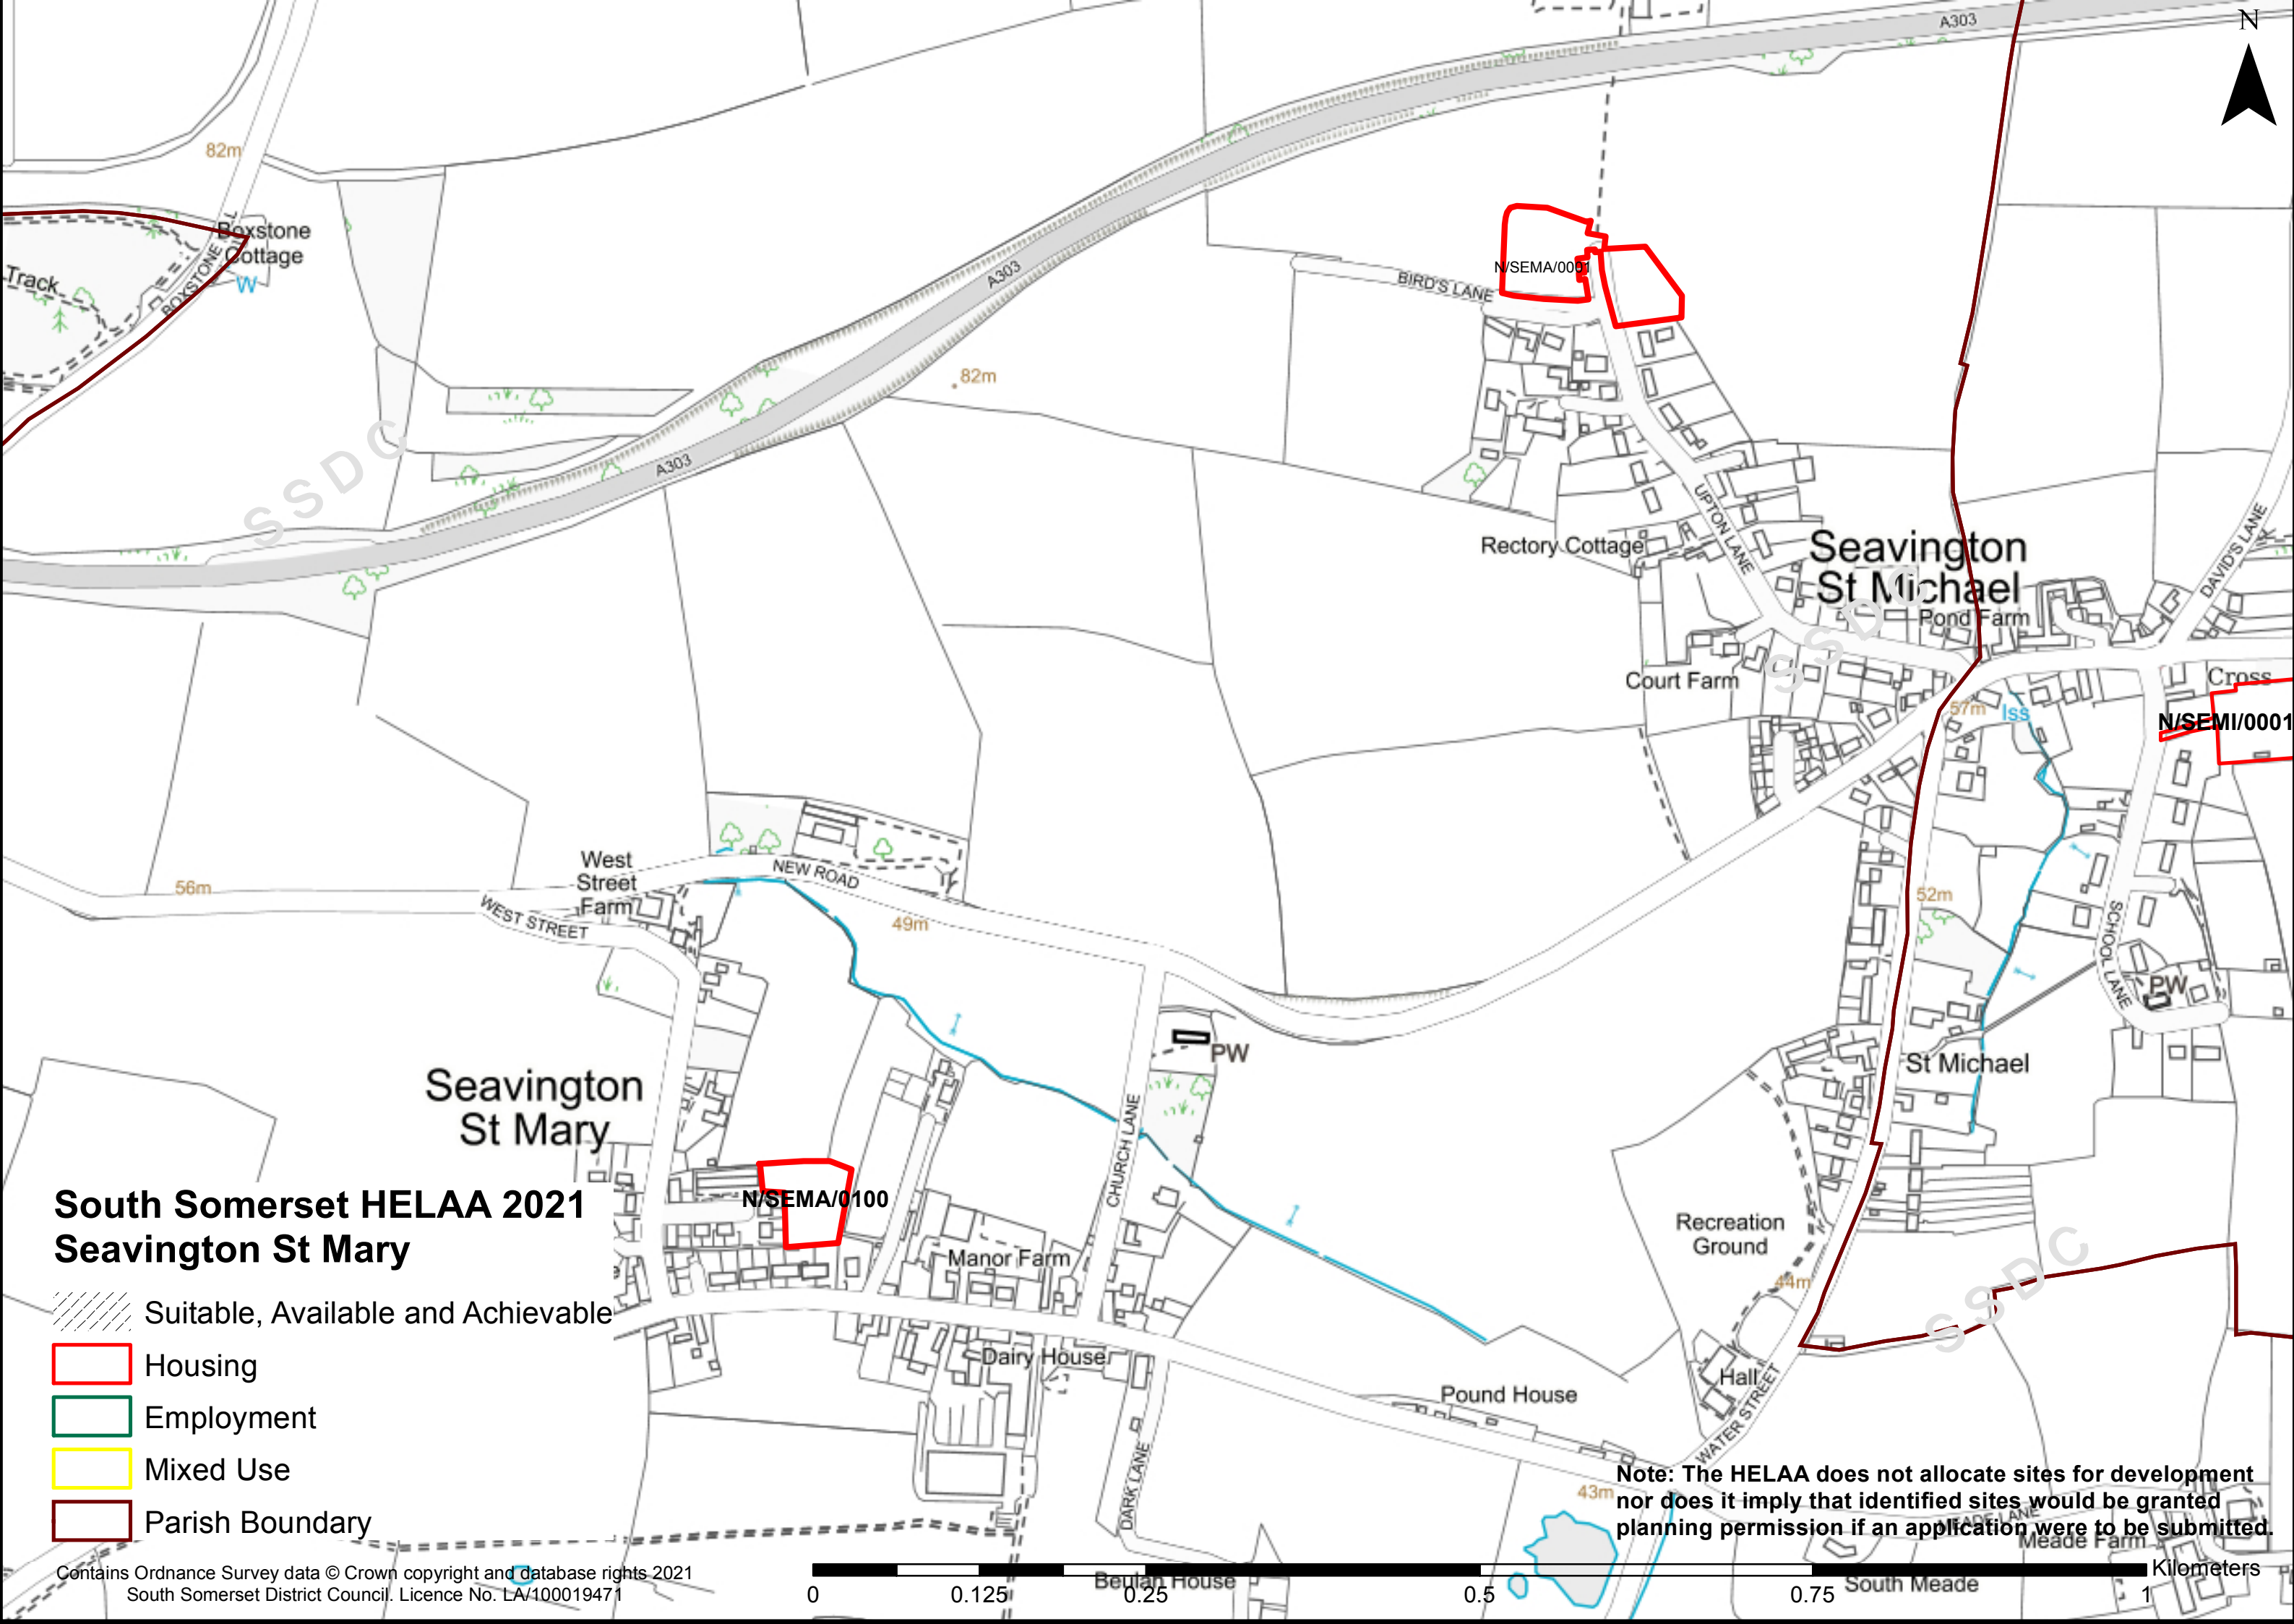 A303
N
82m
Boxstone
Cottage
W
Track
BOXSTONE
N/SEMA/0001
BIRD'S LANE
A303
82m
A303
SSDC
UPTON LANE
Rectory Cottage
Seavington
St Michael
DAVID'S LANE
Pond Farm
SSDC
Court Farm
Cross
57m
Iss
N/SEMI/0001
West
Street
Farm
NEW ROAD
56m
WEST STREET
49m
52m
SCHOOL LANE
PW
PW
St Michael
Seavington
St Mary
CHURCH LANE
N/SEMA/0100
Recreation
Ground
Manor Farm
44m
SSDC
South Somerset HELAA 2021
Seavington St Mary
Suitable, Available and Achievable
Housing
Employment
Mixed Use
Parish Boundary
Dairy House
Hall
Pound House
WATER STREET
DARK LANE
43m
Note: The HELAA does not allocate sites for development
nor does it imply that identified sites would be granted
planning permission if an application were to be submitted.
MEADE LANE
Meade Farm
Contains Ordnance Survey data © Crown copyright and database rights 2021
South Somerset District Council. Licence No. LA/100019471
Kilometers
Beulah House
South Meade
0 0.125 0.25 0.5 0.75 1